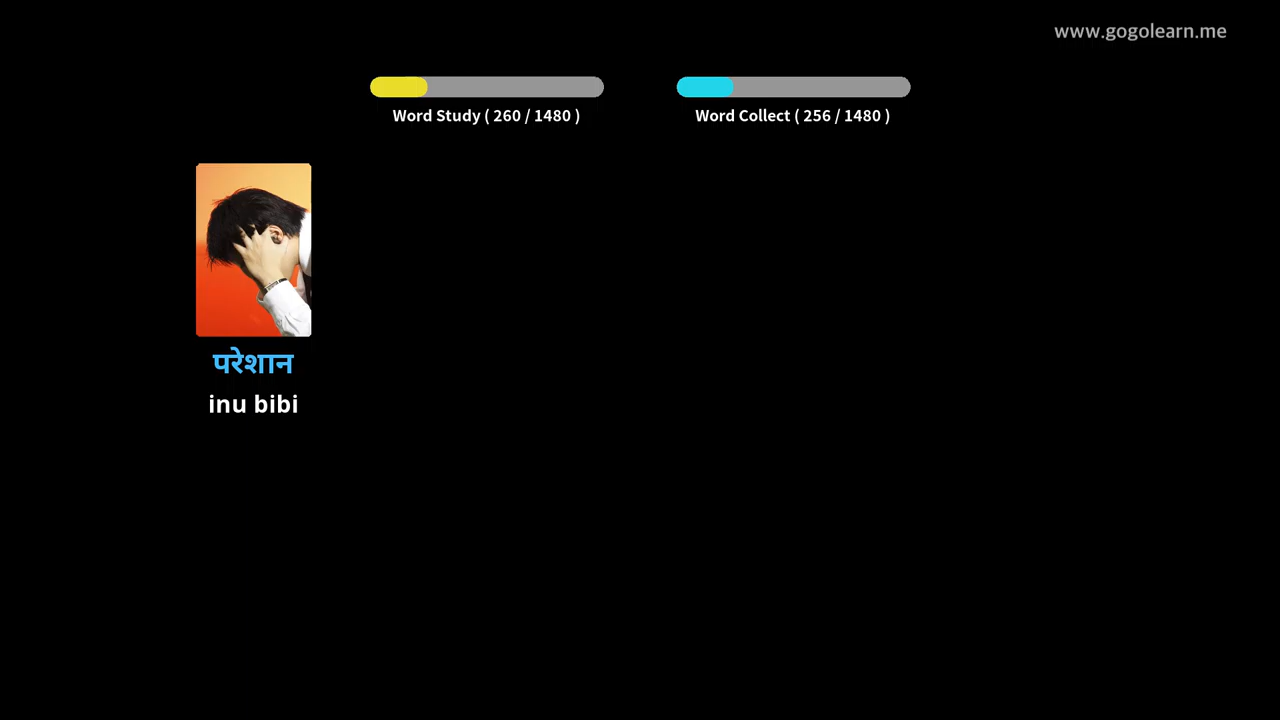 www.gogolearn.me
Word Study ( 260 / 1480 )
Word Collect ( 256 / 1480 )
परेशान
inu bibi